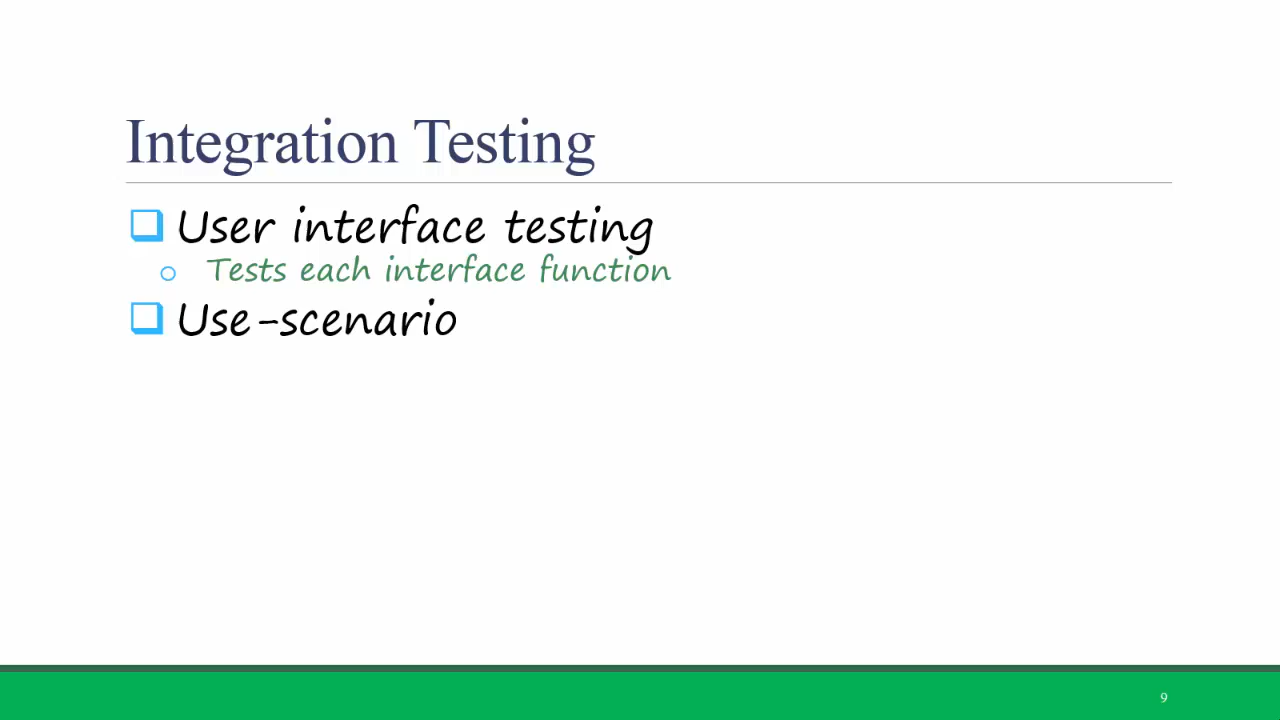 Integration Testing
User interface testing
Tests each interface function
Use-scenario
9